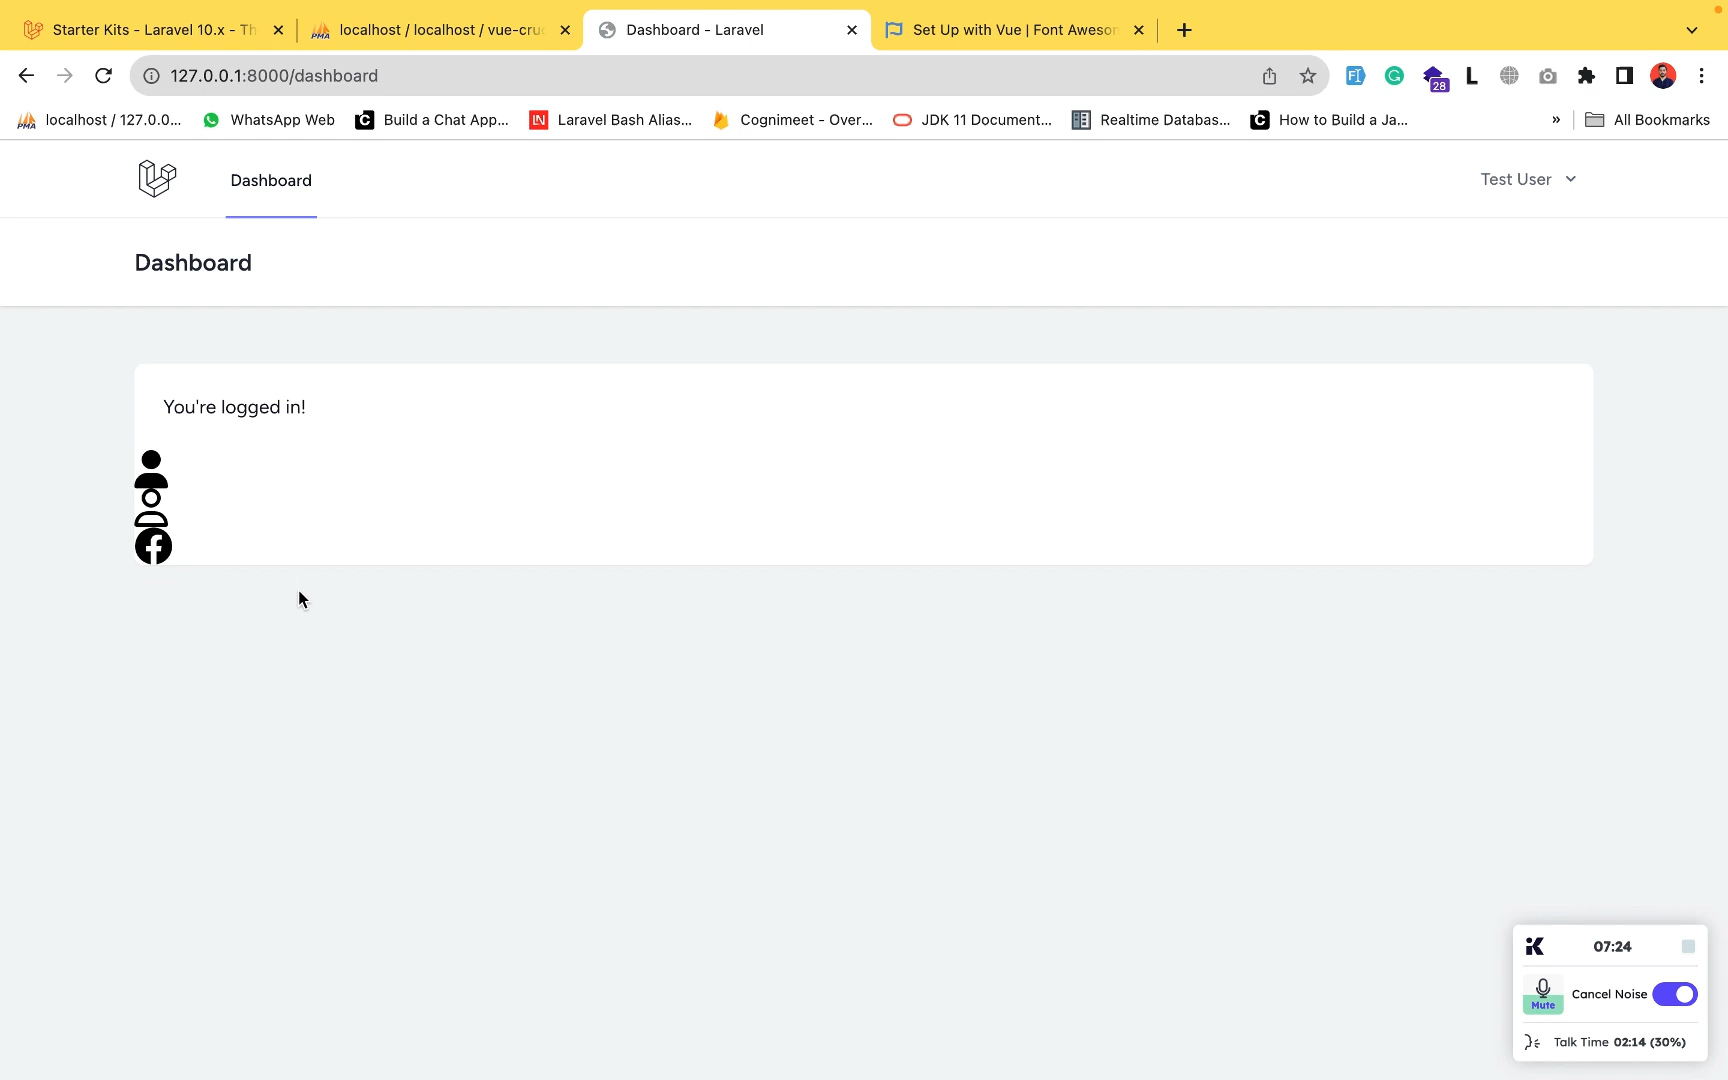 Starter Kits - Laravel 10.x - Th
localhost / localhost / vue-cruc
Dashboard - Laravel
Set Up with Vue | Font Awesom
127.0.0.1:8000/dashboard
28
localhost / 127.0.0...
WhatsApp Web
Build a Chat App...
Laravel Bash Alias...
Cognimeet - Over...
JDK 11 Document...
Realtime Databas...
How to Build a Ja...
»
All Bookmarks
Dashboard
Test User
Dashboard
You're logged in!
07:24
Mute
Cancel Noise
Talk Time 02:14 (30%)